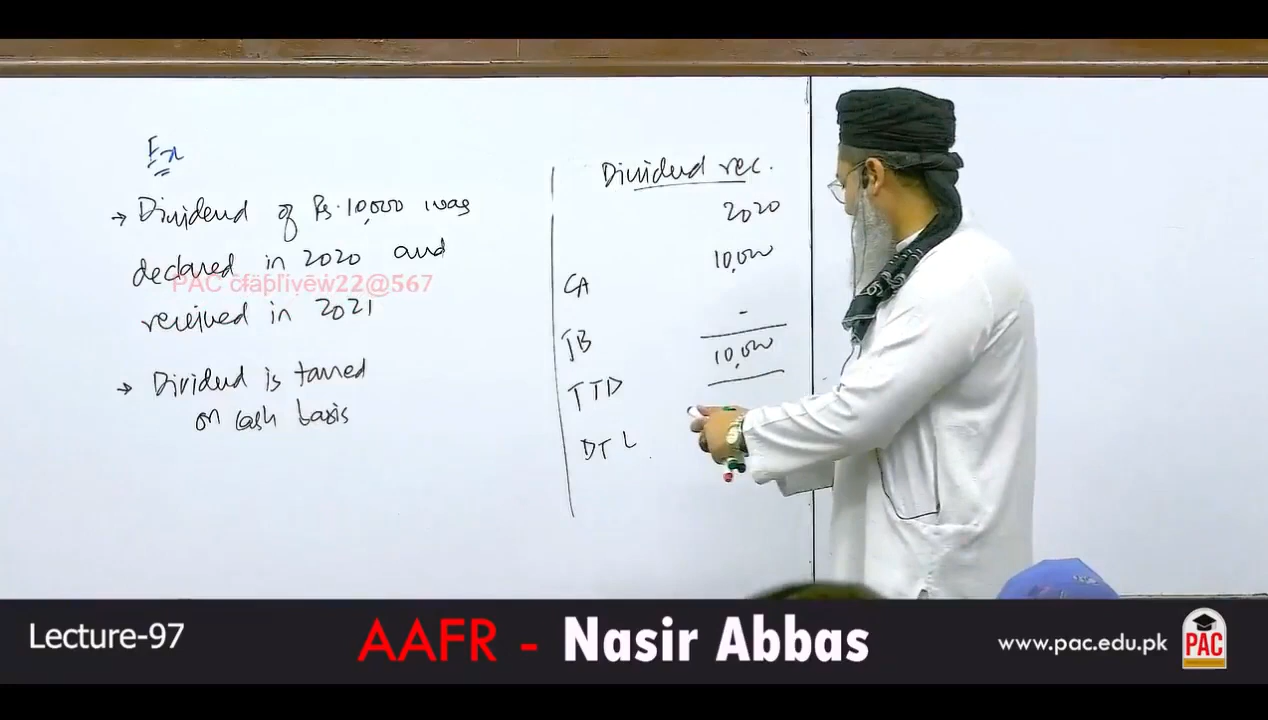 Ex
→ Dividend of Rs. 10,000 was
declared in 2020 and
PAC cfaplivew22@567
received in 2021
→ Dividend is taxed
on cash basis
Dividend rec.
2020
CA 10,000
TB -
TTD 10,000
DTL
Lecture-97
AAFR - Nasir Abbas
www.pac.edu.pk
PAC